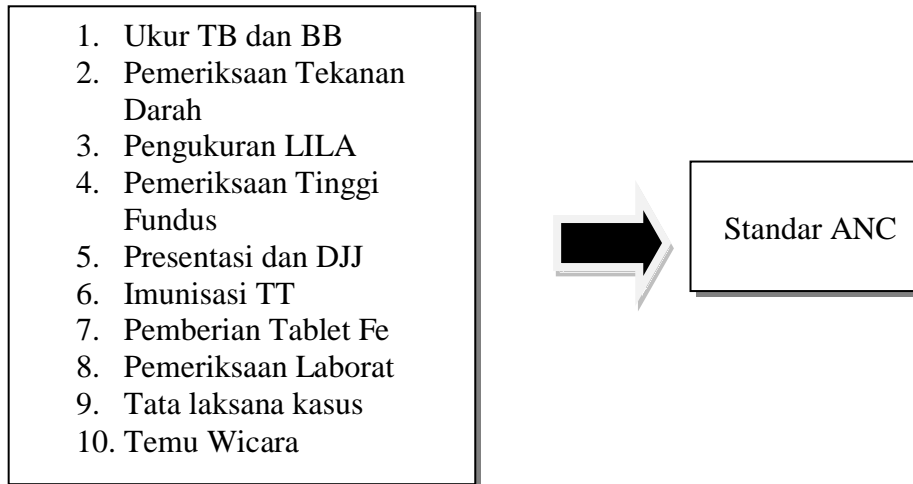 1. Ukur TB dan BB
2. Pemeriksaan Tekanan
Darah
3. Pengukuran LILA
4. Pemeriksaan Tinggi
Fundus
5. Presentasi dan DJJ
6. Imunisasi TT
7. Pemberian Tablet Fe
8. Pemeriksaan Laborat
9. Tata laksana kasus
10. Temu Wicara
Standar ANC